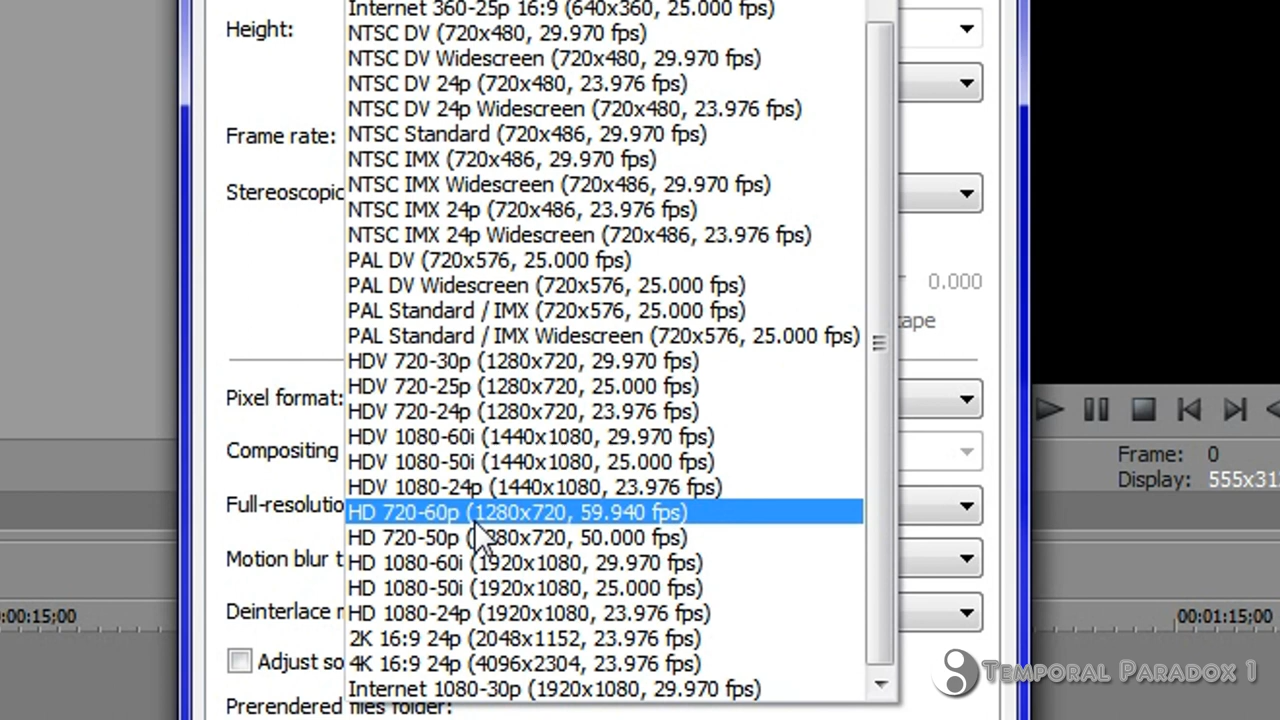 Internet 360-25p 16:9 (640x360, 25.000 fps)
Height:
NTSC DV (720x480, 29.970 fps)
NTSC DV Widescreen (720x480, 29.970 fps)
NTSC DV 24p (720x480, 23.976 fps)
NTSC DV 24p Widescreen (720x480, 23.976 fps)
Frame rate:
NTSC Standard (720x486, 29.970 fps)
NTSC IMX (720x486, 29.970 fps)
NTSC IMX Widescreen (720x486, 29.970 fps)
Stereoscopic
NTSC IMX 24p (720x486, 23.976 fps)
NTSC IMX 24p Widescreen (720x486, 23.976 fps)
PAL DV (720x576, 25.000 fps)
PAL DV Widescreen (720x576, 25.000 fps)
0.000
PAL Standard / IMX (720x576, 25.000 fps)
PAL Standard / IMX Widescreen (720x576, 25.000 fps)
HDV 720-30p (1280x720, 29.970 fps)
HDV 720-25p (1280x720, 25.000 fps)
Pixel format:
HDV 720-24p (1280x720, 23.976 fps)
HDV 1080-60i (1440x1080, 29.970 fps)
Compositing
HDV 1080-50i (1440x1080, 25.000 fps)
Frame: 0
HDV 1080-24p (1440x1080, 23.976 fps)
Display: 555x31
Full-resolutio
HD 720-60p (1280x720, 59.940 fps)
HD 720-50p (1280x720, 50.000 fps)
Motion blur t
HD 1080-60i (1920x1080, 29.970 fps)
HD 1080-50i (1920x1080, 25.000 fps)
Deinterlace
HD 1080-24p (1920x1080, 23.976 fps)
0:00:15;00
00:01:15;00
2K 16:9 24p (2048x1152, 23.976 fps)
Adjust so
4K 16:9 24p (4096x2304, 23.976 fps)
Temporal Paradox 1
Internet 1080-30p (1920x1080, 29.970 fps)
Prerendered files folder: